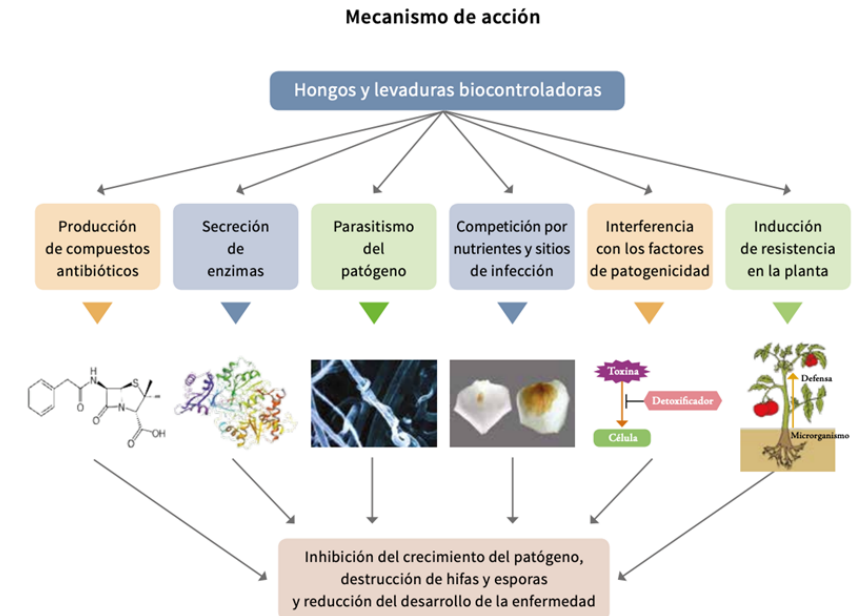 Mecanismo de acción
Hongos y levaduras biocontroladoras
Producción
de compuestos
antibióticos
Secreción
de
enzimas
Parasitismo
del
patógeno
Competición por
nutrientes y sitios
de infección
Interferencia
con los factores
de patogenicidad
Inducción
de resistencia
en la planta
H
N
O
S
O
N
O
OH
Toxina
Detoxificador
Célula
Defensa
Microrganismo
Inhibición del crecimiento del patógeno,
destrucción de hifas y esporas
y reducción del desarrollo de la enfermedad